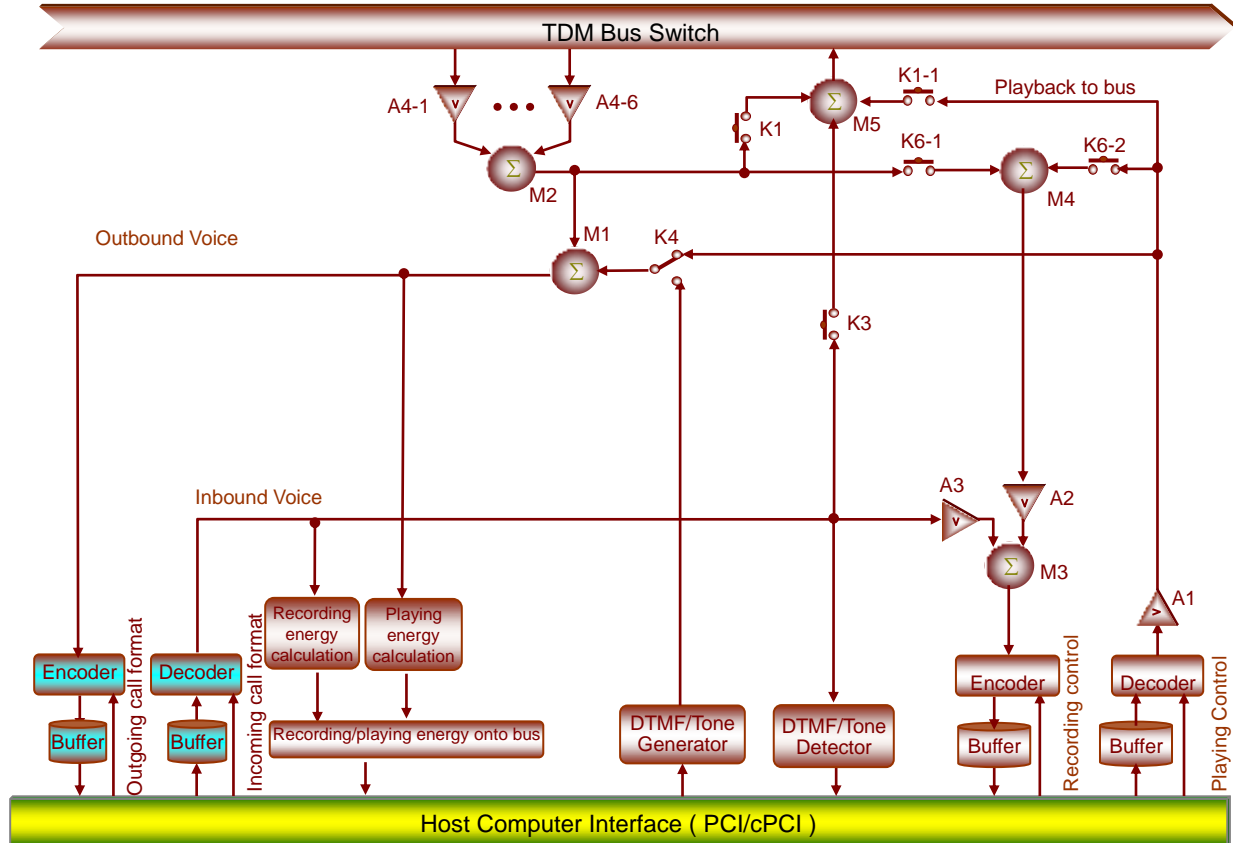 TDM Bus Switch
A4-1
A4-6
K1-1
Playback to bus
Σ
M5
K1
K6-1
K6-2
Σ
M2
Σ
M4
Outbound Voice
M1
K4
Σ
K3
Inbound Voice
A3
A2
Σ
M3
A1
Recording
energy
calculation
Playing
energy
calculation
Encoder
Decoder
Buffer
Buffer
Outgoing call format
Incoming call format
Recording/playing energy onto bus
DTMF/Tone
Generator
DTMF/Tone
Detector
Encoder
Buffer
Recording control
Decoder
Buffer
Playing Control
Host Computer Interface ( PCI/cPCI )